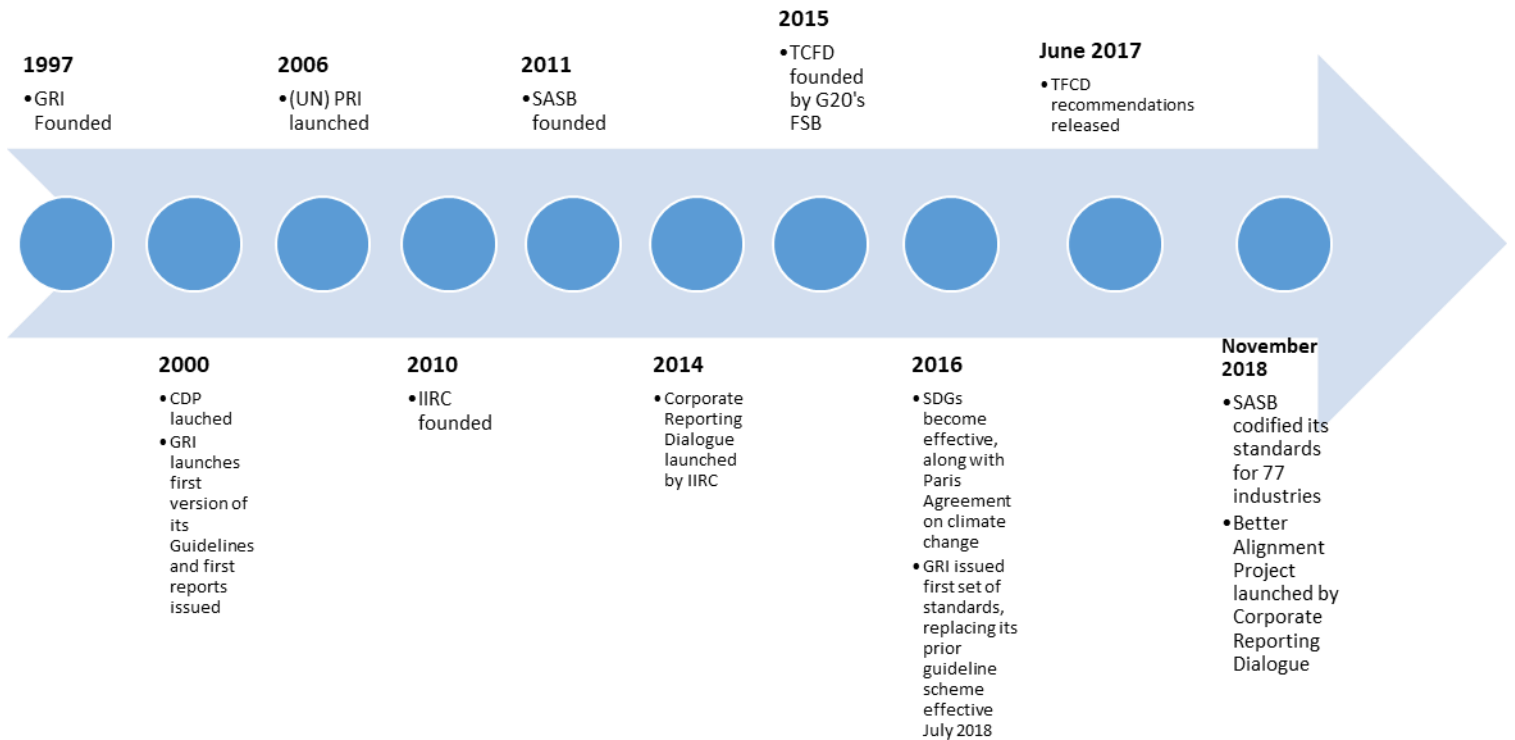 1997
•GRI
Founded
2000
•CDP
lauched
•GRI
launches
first
version of
its
Guidelines
and first
reports
issued
2006
•(UN) PRI
launched
2010
•IIRC
founded
2011
•SASB
founded
2014
•Corporate
Reporting
Dialogue
launched
by IIRC
2015
•TCFD
founded
by G20's
FSB
2016
•SDGs
become
effective,
along with
Paris
Agreement
on climate
change
•GRI issued
first set of
standards,
replacing its
prior
guideline
scheme
effective
July 2018
June 2017
•TFCD
recommendations
released
November
2018
•SASB
codified its
standards
for 77
industries
•Better
Alignment
Project
launched by
Corporate
Reporting
Dialogue